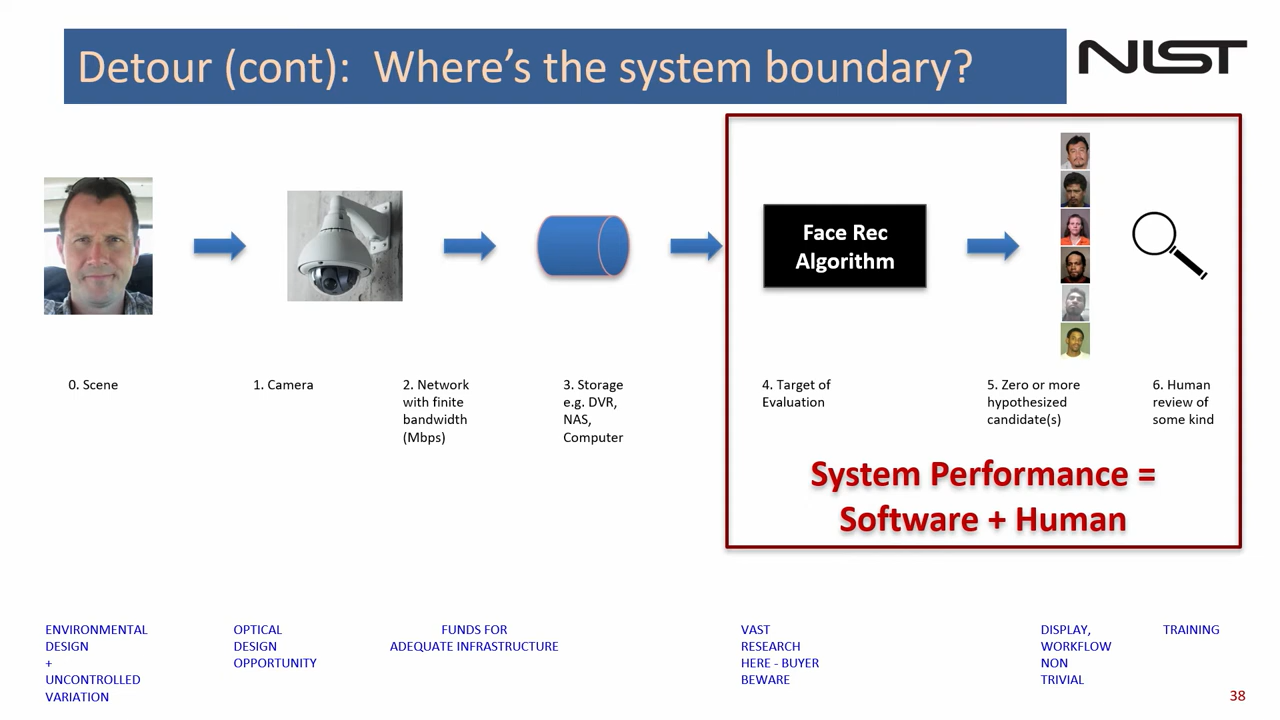 Detour (cont):  Where's the system boundary?
NIST
Face Rec
Algorithm
0. Scene
1. Camera
2. Network
with finite
bandwidth
(Mbps)
3. Storage
e.g. DVR,
NAS,
Computer
4. Target of
Evaluation
5. Zero or more
hypothesized
candidate(s)
6. Human
review of
some kind
System Performance =
Software + Human
ENVIRONMENTAL
DESIGN
+
UNCONTROLLED
VARIATION
OPTICAL
DESIGN
OPPORTUNITY
FUNDS FOR
ADEQUATE INFRASTRUCTURE
VAST
RESEARCH
HERE - BUYER
BEWARE
DISPLAY,
WORKFLOW
NON
TRIVIAL
TRAINING
38